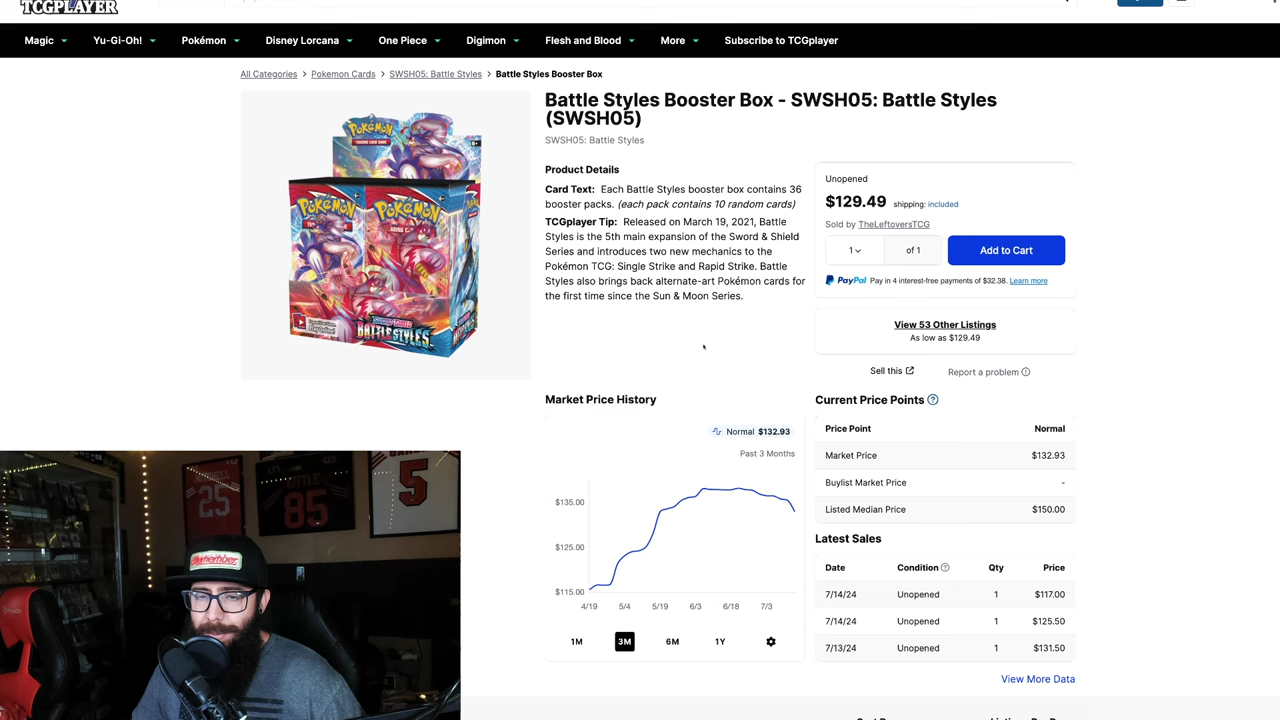 TCGPLAYER
Magic
Yu-Gi-Oh!
Pokémon
Disney Lorcana
One Piece
Digimon
Flesh and Blood
More
Subscribe to TCGplayer
All Categories > Pokemon Cards > SWSH05: Battle Styles > Battle Styles Booster Box
Battle Styles Booster Box - SWSH05: Battle Styles
(SWSH05)
SWSH05: Battle Styles
Product Details
Card Text: Each Battle Styles booster box contains 36
booster packs. (each pack contains 10 random cards)
TCGplayer Tip: Released on March 19, 2021, Battle
Styles is the 5th main expansion of the Sword & Shield
Series and introduces two new mechanics to the
Pokémon TCG: Single Strike and Rapid Strike. Battle
Styles also brings back alternate-art Pokémon cards for
the first time since the Sun & Moon Series.
Unopened
$129.49 shipping: included
Sold by TheLeftoversTCG
1
of 1
Add to Cart
PayPal Pay in 4 interest-free payments of $32.38. Learn more
View 53 Other Listings
As low as $129.49
Sell this
Report a problem
POKÉMON
POKÉMON
POKÉMON
BATTLE STYLES
Market Price History
Normal $132.93
Past 3 Months
$135.00
$125.00
$115.00
4/19
5/4
5/19
6/3
6/18
7/3
1M
3M
6M
1Y
Current Price Points
Price Point
Normal
Market Price
$132.93
Buylist Market Price
-
Listed Median Price
$150.00
Latest Sales
Date
Condition
Qty
Price
7/14/24
Unopened
1
$117.00
7/14/24
Unopened
1
$125.50
7/13/24
Unopened
1
$131.50
View More Data
25
85
5